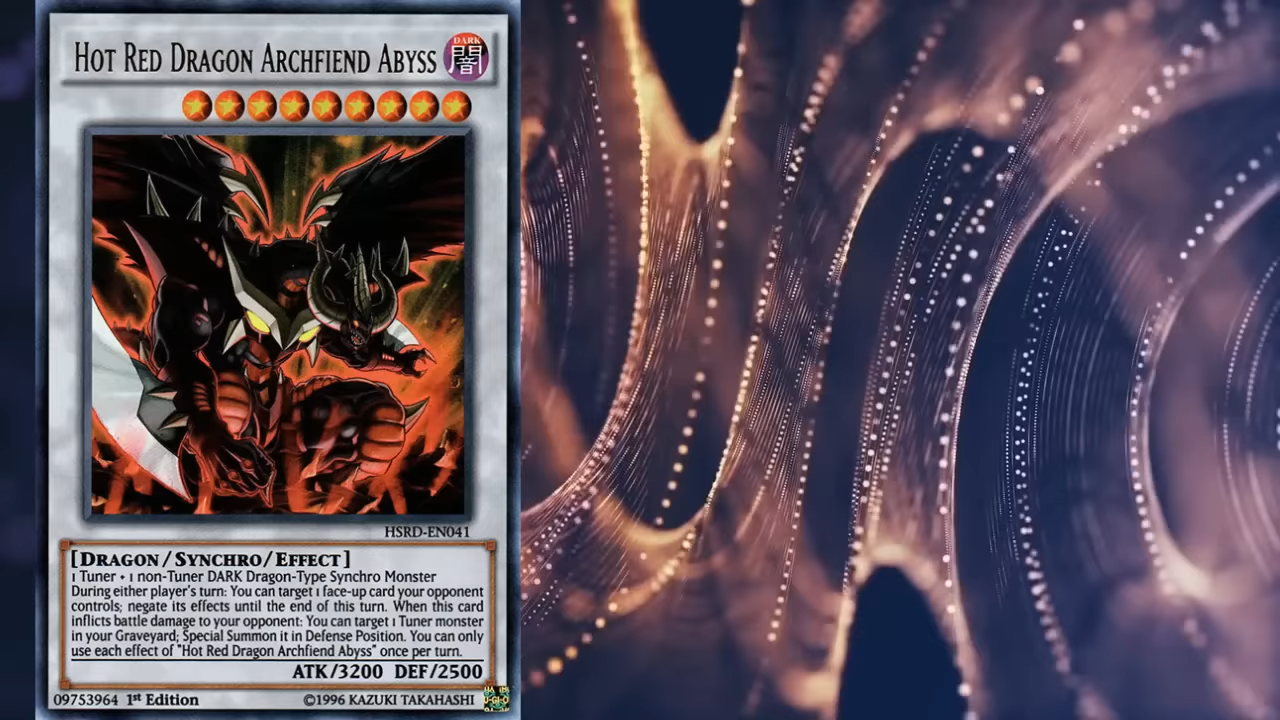 HOT RED DRAGON ARCHFIEND ABYSS
DARK
闇
HSRD-EN041
[DRAGON/SYNCHRO/EFFECT]
1 Tuner + 1 non-Tuner DARK Dragon-Type Synchro Monster
During either player's turn: You can target 1 face-up card your opponent
controls; negate its effects until the end of this turn. When this card
inflicts battle damage to your opponent: You can target 1 Tuner monster
in your Graveyard; Special Summon it in Defense Position. You can only
use each effect of "Hot Red Dragon Archfiend Abyss" once per turn.
ATK/3200 DEF/2500
09753964 1st Edition ©1996 KAZUKI TAKAHASHI